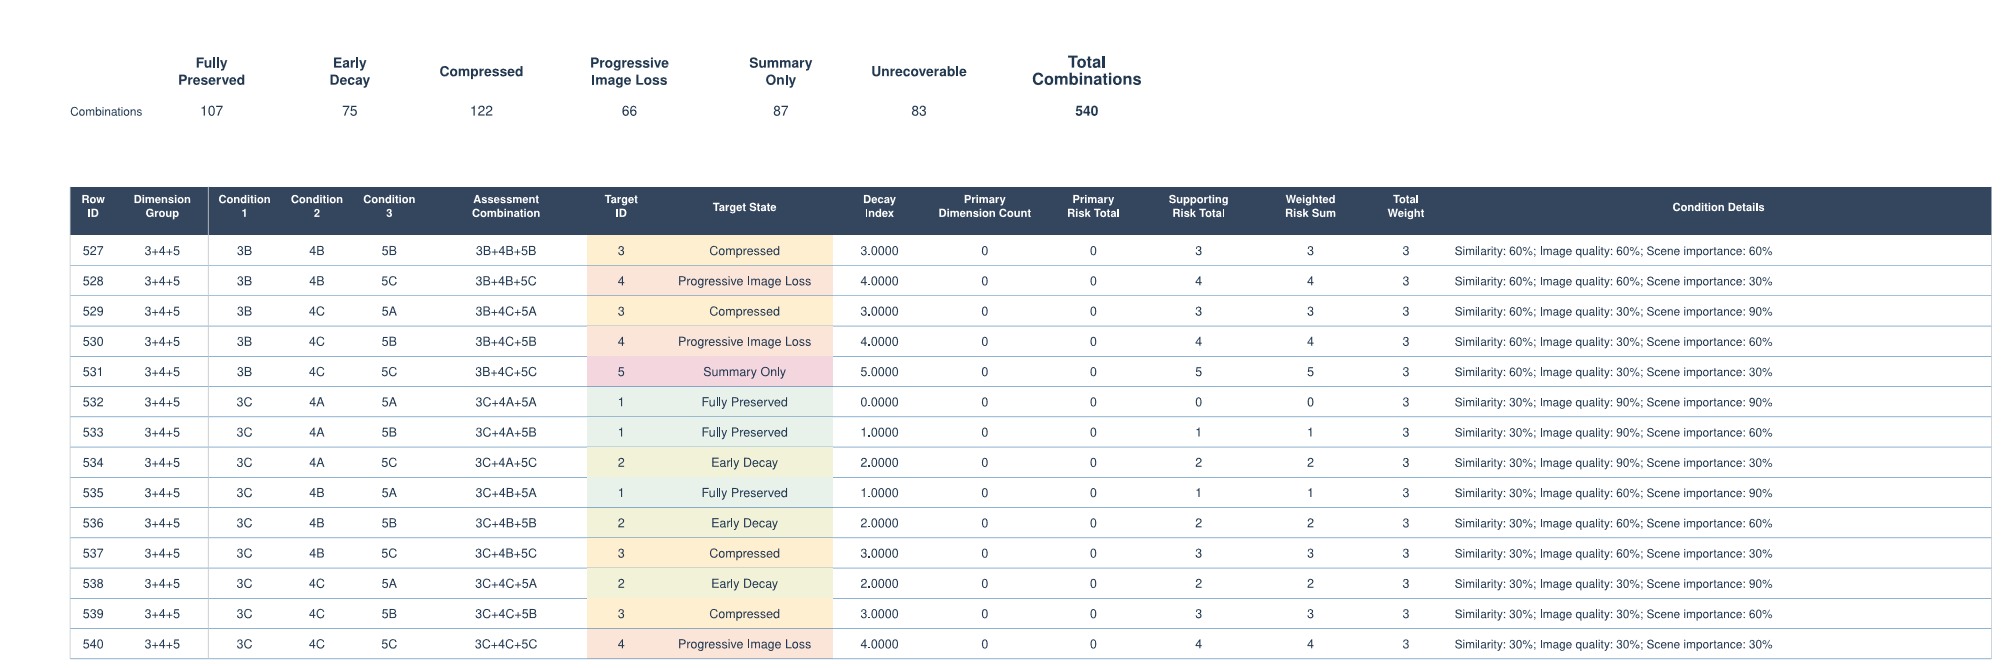 Fully Preserved Early Decay Compressed Progressive Image Loss Summary Only Unrecoverable Total Combinations
Combinations 107 75 122 66 87 83 540
Row ID Dimension Group Condition 1 Condition 2 Condition 3 Assessment Combination Target ID Target State Decay Index Primary Dimension Count Primary Risk Total Supporting Risk Total Weighted Risk Sum Total Weight Condition Details
527 3+4+5 3B 4B 5B 3B+4B+5B 3 Compressed 3.0000 0 0 3 3 3 Similarity: 60%; Image quality: 60%; Scene importance: 60%
528 3+4+5 3B 4B 5C 3B+4B+5C 4 Progressive Image Loss 4.0000 0 0 4 4 3 Similarity: 60%; Image quality: 60%; Scene importance: 30%
529 3+4+5 3B 4C 5A 3B+4C+5A 3 Compressed 3.0000 0 0 3 3 3 Similarity: 60%; Image quality: 30%; Scene importance: 90%
530 3+4+5 3B 4C 5B 3B+4C+5B 4 Progressive Image Loss 4.0000 0 0 4 4 3 Similarity: 60%; Image quality: 30%; Scene importance: 60%
531 3+4+5 3B 4C 5C 3B+4C+5C 5 Summary Only 5.0000 0 0 5 5 3 Similarity: 60%; Image quality: 30%; Scene importance: 30%
532 3+4+5 3C 4A 5A 3C+4A+5A 1 Fully Preserved 0.0000 0 0 0 0 3 Similarity: 30%; Image quality: 90%; Scene importance: 90%
533 3+4+5 3C 4A 5B 3C+4A+5B 1 Fully Preserved 1.0000 0 0 1 1 3 Similarity: 30%; Image quality: 90%; Scene importance: 60%
534 3+4+5 3C 4A 5C 3C+4A+5C 2 Early Decay 2.0000 0 0 2 2 3 Similarity: 30%; Image quality: 90%; Scene importance: 30%
535 3+4+5 3C 4B 5A 3C+4B+5A 1 Fully Preserved 1.0000 0 0 1 1 3 Similarity: 30%; Image quality: 60%; Scene importance: 90%
536 3+4+5 3C 4B 5B 3C+4B+5B 2 Early Decay 2.0000 0 0 2 2 3 Similarity: 30%; Image quality: 60%; Scene importance: 60%
537 3+4+5 3C 4B 5C 3C+4B+5C 3 Compressed 3.0000 0 0 3 3 3 Similarity: 30%; Image quality: 60%; Scene importance: 30%
538 3+4+5 3C 4C 5A 3C+4C+5A 2 Early Decay 2.0000 0 0 2 2 3 Similarity: 30%; Image quality: 30%; Scene importance: 90%
539 3+4+5 3C 4C 5B 3C+4C+5B 3 Compressed 3.0000 0 0 3 3 3 Similarity: 30%; Image quality: 30%; Scene importance: 60%
540 3+4+5 3C 4C 5C 3C+4C+5C 4 Progressive Image Loss 4.0000 0 0 4 4 3 Similarity: 30%; Image quality: 30%; Scene importance: 30%